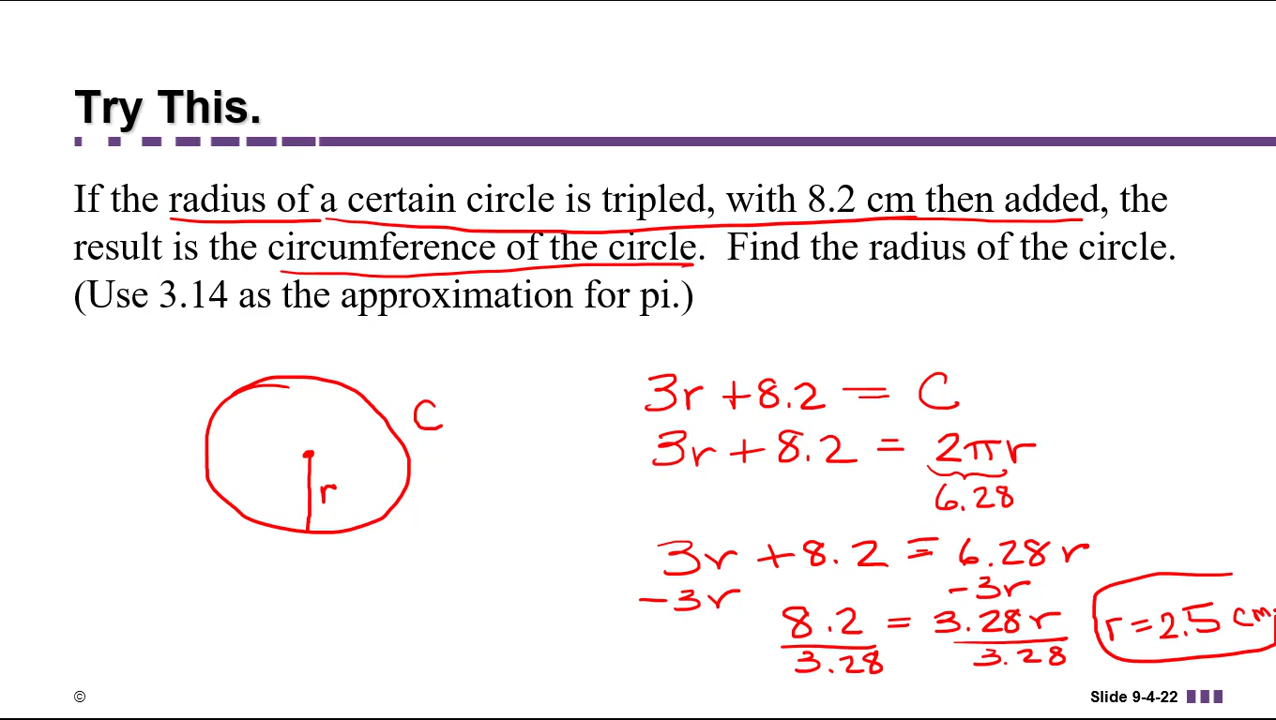 Try This.
If the radius of a certain circle is tripled, with 8.2 cm then added, the
result is the circumference of the circle. Find the radius of the circle.
(Use 3.14 as the approximation for pi.)
C
r
3r + 8.2 = C
3r + 8.2 = 2πr
6.28
3r + 8.2 = 6.28r
-3r -3r
8.2 = 3.28r
3.28 3.28
r = 2.5 cm
©
Slide 9-4-22